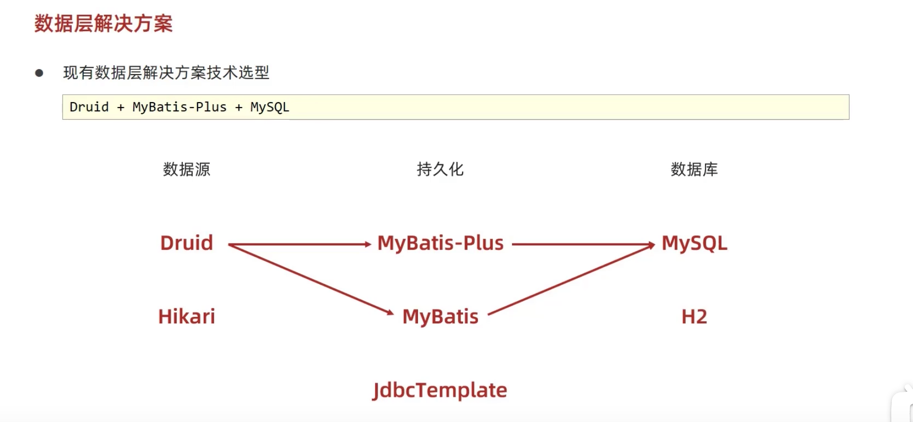 数据层解决方案
● 现有数据层解决方案技术选型
Druid + MyBatis-Plus + MySQL
数据源 持久化 数据库
Druid MyBatis-Plus MySQL
Hikari MyBatis H2
JdbcTemplate